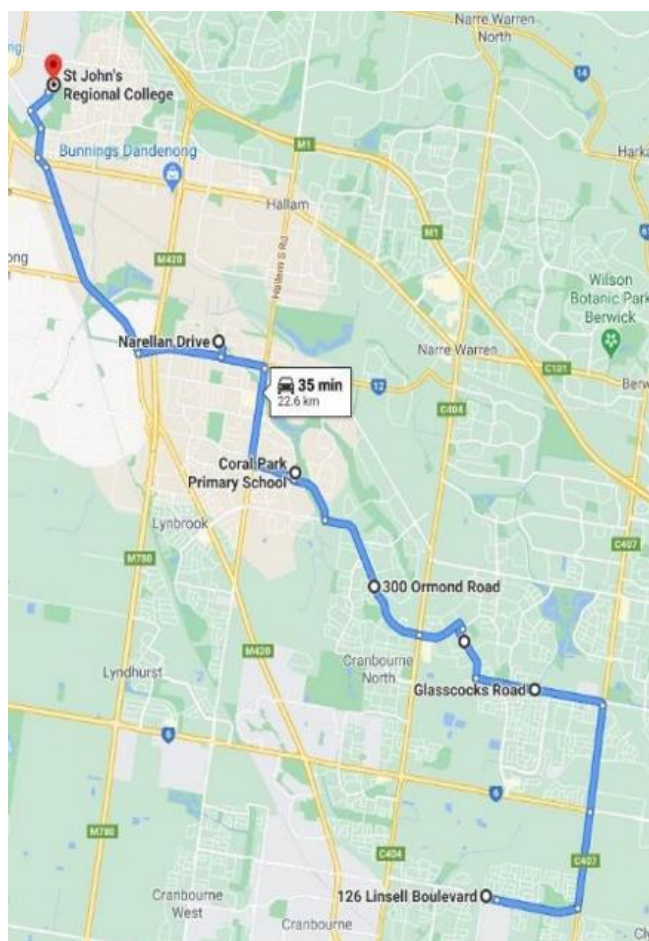 Narre Warren
North
St John's
Regional College
14
Bunnings Dandenong
M1
Harka
Hallam
M420
Hallam S Rd
M1
ong
Wilson
Botanic Park
Berwick
Narellan Drive
Narre Warren
C101
12
Berw
35 min
22.6 km
C404
Coral Park
Primary School
Lynbrook
C407
M780
300 Ormond Road
M420
Cranbourne
North
Lyndhurst
Glasscocks Road
6
6
M780
C404
C407
126 Linsell Boulevard
Cranbourne
West
Cranbourne
Cly